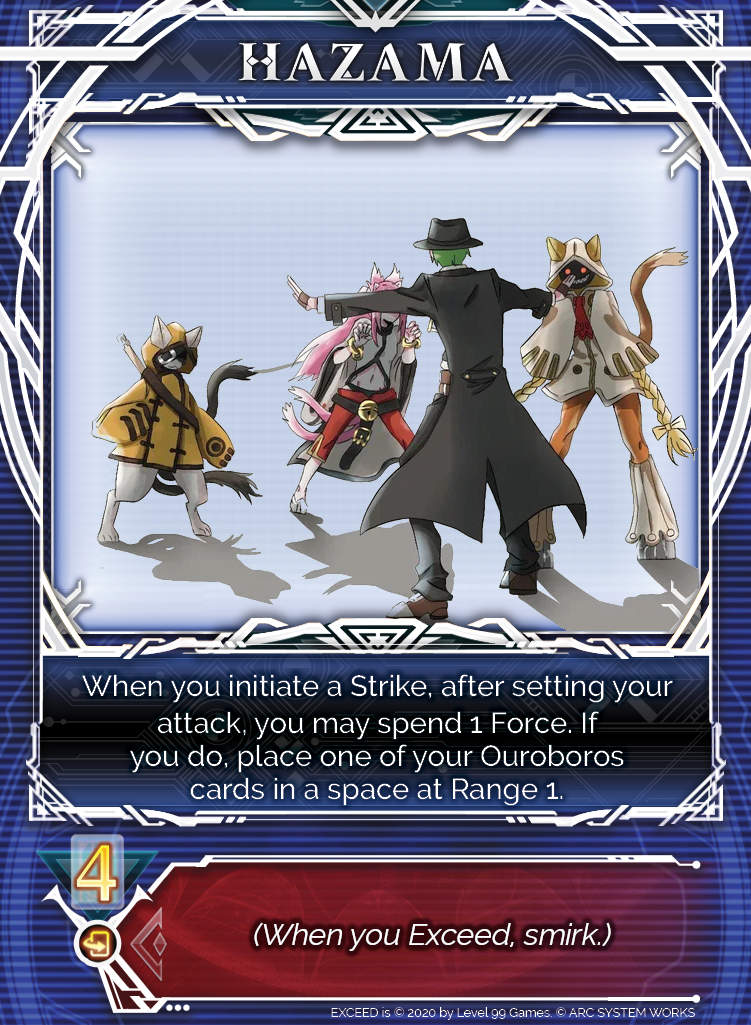 HAZAMA
When you initiate a Strike, after setting your
attack, you may spend 1 Force. If
you do, place one of your Ouroboros
cards in a space at Range 1.
4
(When you Exceed, smirk.)
EXCEED is © 2020 by Level 99 Games. © ARC SYSTEM WORKS